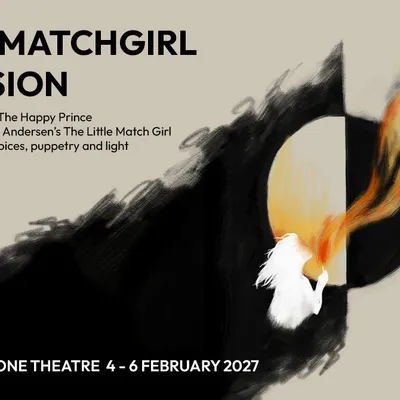 MATCHGIRL
SION
The Happy Prince
Andersen's The Little Match Girl
oices, puppetry and light
ONE THEATRE 4 - 6 FEBRUARY 2027